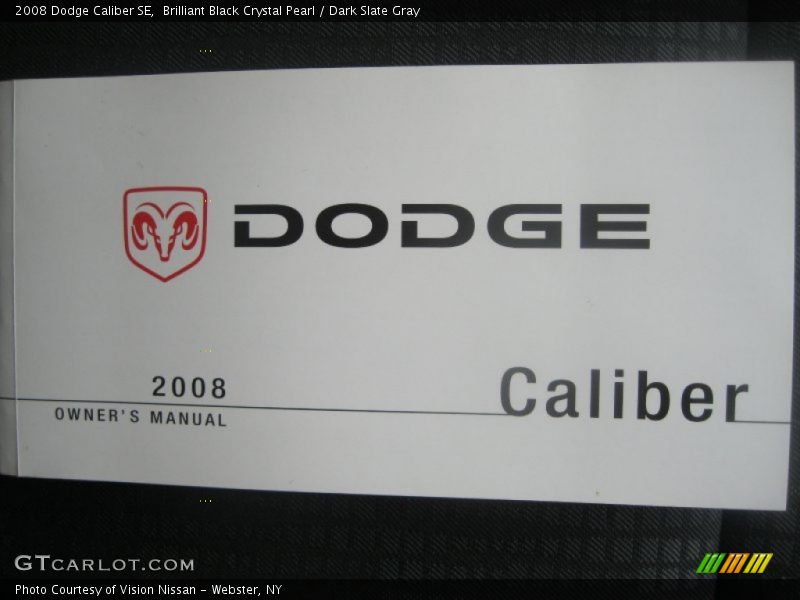 2008 Dodge Caliber SE,  Brilliant Black Crystal Pearl / Dark Slate Gray
DODGE
2008
Caliber
OWNER'S MANUAL
GTCARLOT.COM
Photo Courtesy of Vision Nissan - Webster, NY